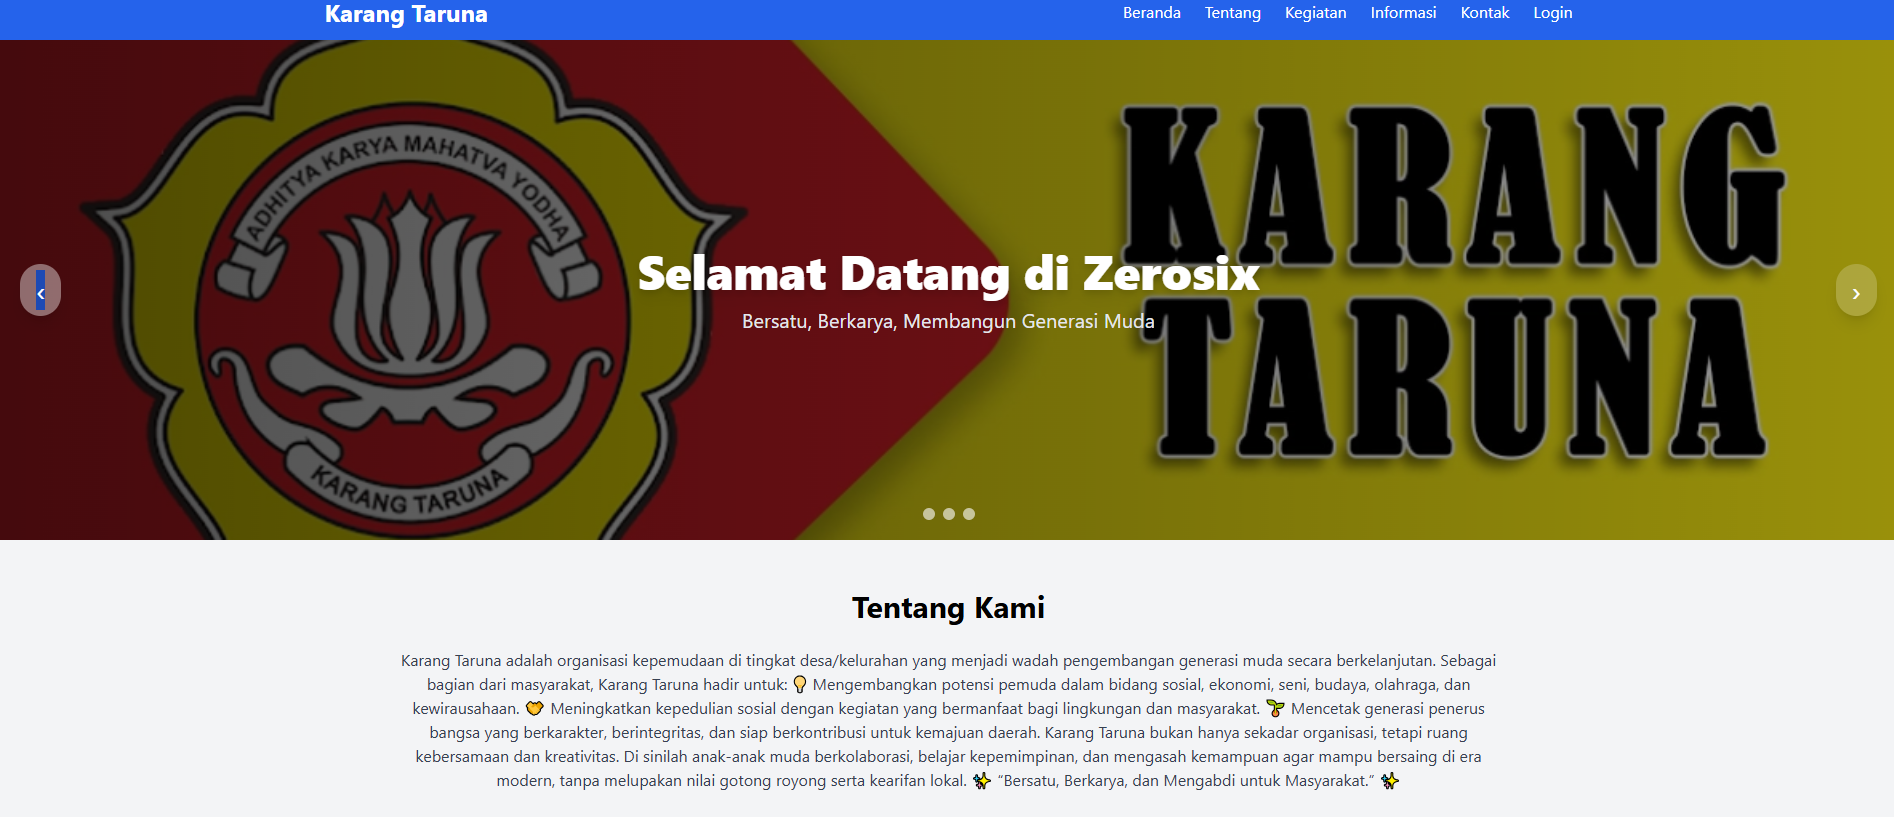 Karang Taruna
Beranda Tentang Kegiatan Informasi Kontak Login
ADHITYA KARYA MAHATVA YODHA
KARANG TARUNA
KARANG
TARUNA
Selamat Datang di Zerosix
Bersatu, Berkarya, Membangun Generasi Muda
‹
›
Tentang Kami
Karang Taruna adalah organisasi kepemudaan di tingkat desa/kelurahan yang menjadi wadah pengembangan generasi muda secara berkelanjutan. Sebagai
bagian dari masyarakat, Karang Taruna hadir untuk: 💡 Mengembangkan potensi pemuda dalam bidang sosial, ekonomi, seni, budaya, olahraga, dan
kewirausahaan. 🤝 Meningkatkan kepedulian sosial dengan kegiatan yang bermanfaat bagi lingkungan dan masyarakat. 🌱 Mencetak generasi penerus
bangsa yang berkarakter, berintegritas, dan siap berkontribusi untuk kemajuan daerah. Karang Taruna bukan hanya sekadar organisasi, tetapi ruang
kebersamaan dan kreativitas. Di sinilah anak-anak muda berkolaborasi, belajar kepemimpinan, dan mengasah kemampuan agar mampu bersaing di era
modern, tanpa melupakan nilai gotong royong serta kearifan lokal. ✨ “Bersatu, Berkarya, dan Mengabdi untuk Masyarakat.” ✨